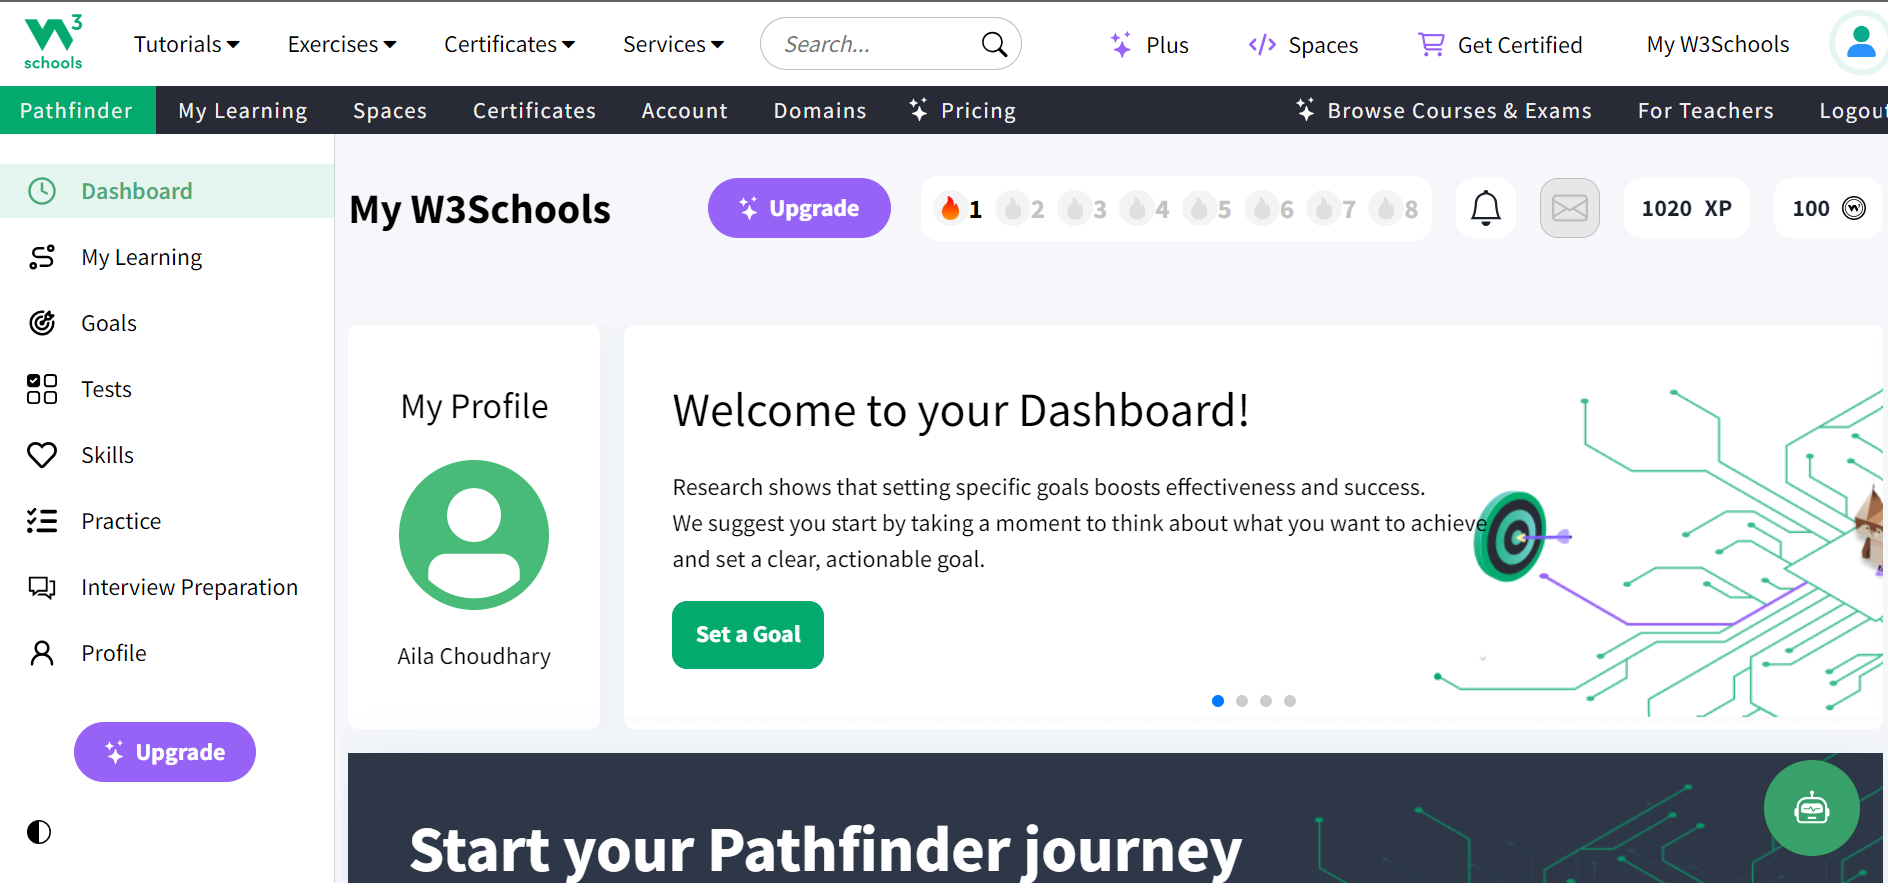 3
schools
Tutorials Exercises Certificates Services Search... Plus Spaces Get Certified My W3Schools
Pathfinder My Learning Spaces Certificates Account Domains Pricing Browse Courses & Exams For Teachers Logout
Dashboard
My Learning
Goals
Tests
Skills
Practice
Interview Preparation
Profile
Upgrade
My W3Schools Upgrade 1 2 3 4 5 6 7 8 1020 XP 100
My Profile
Aila Choudhary
Welcome to your Dashboard!
Research shows that setting specific goals boosts effectiveness and success.
We suggest you start by taking a moment to think about what you want to achieve
and set a clear, actionable goal.
Set a Goal
Start your Pathfinder journey